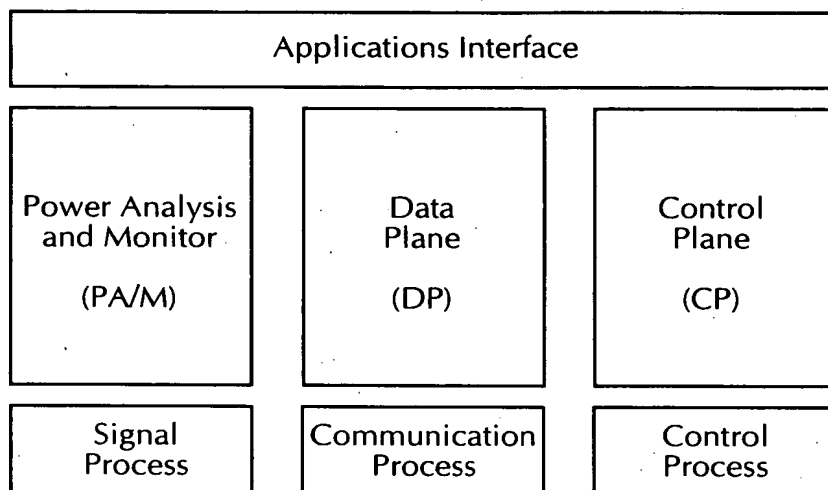 Applications Interface
Power Analysis
and Monitor
(PA/M)
Data
Plane
(DP)
Control
Plane
(CP)
Signal
Process
Communication
Process
Control
Process